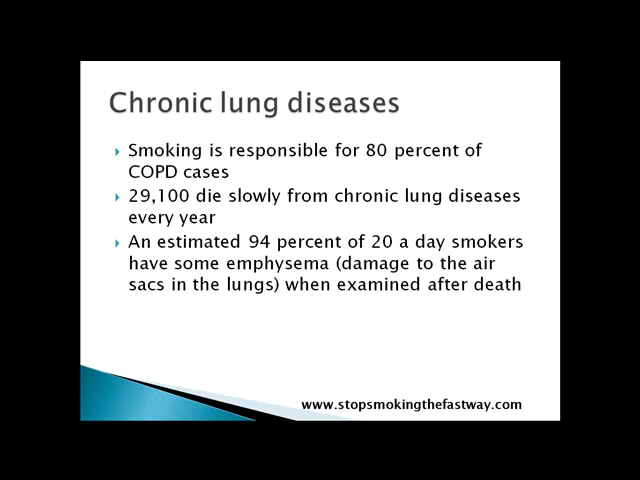 Chronic lung diseases
Smoking is responsible for 80 percent of
COPD cases
29,100 die slowly from chronic lung diseases
every year
An estimated 94 percent of 20 a day smokers
have some emphysema (damage to the air
sacs in the lungs) when examined after death
www.stopsmokingthefastway.com